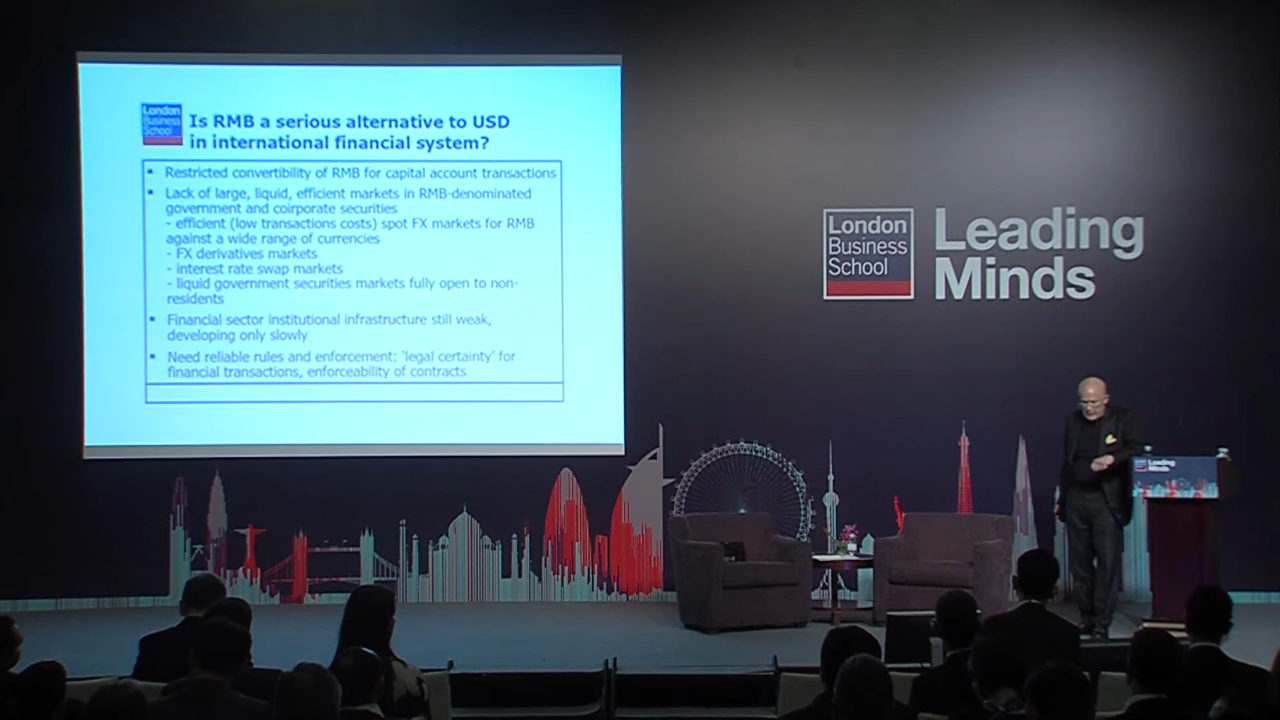 London
Business
School
Is RMB a serious alternative to USD
in international financial system?
▪ Restricted convertibility of RMB for capital account transactions
▪ Lack of large, liquid, efficient markets in RMB-denominated
government and coirporate securities
- efficient (low transactions costs) spot FX markets for RMB
against a wide range of currencies
- FX derivatives markets
- interest rate swap markets
- liquid government securities markets fully open to non-
residents
▪ Financial sector institutional infrastructure still weak,
developing only slowly
▪ Need reliable rules and enforcement: ‘legal certainty’ for
financial transactions, enforceability of contracts
London
Business
School
Leading
Minds
Leading
Minds